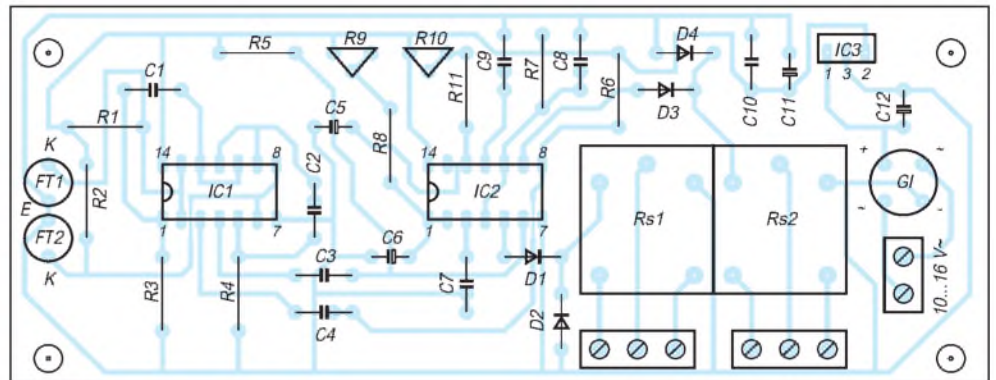 R5
R9
R10
C9
R7
C8
D4
IC3
1 3 2
C1
R11
R6
D3
C10
C11
C12
R1
C5
K
14
8
C2
R8
14
8
+
~
FT1
R2
IC1
IC2
Rs1
Rs2
GI
E
~
-
FT2
1
7
1
7
C6
K
R3
R4
C3
C7
D1
10...16 V~
C4
D2